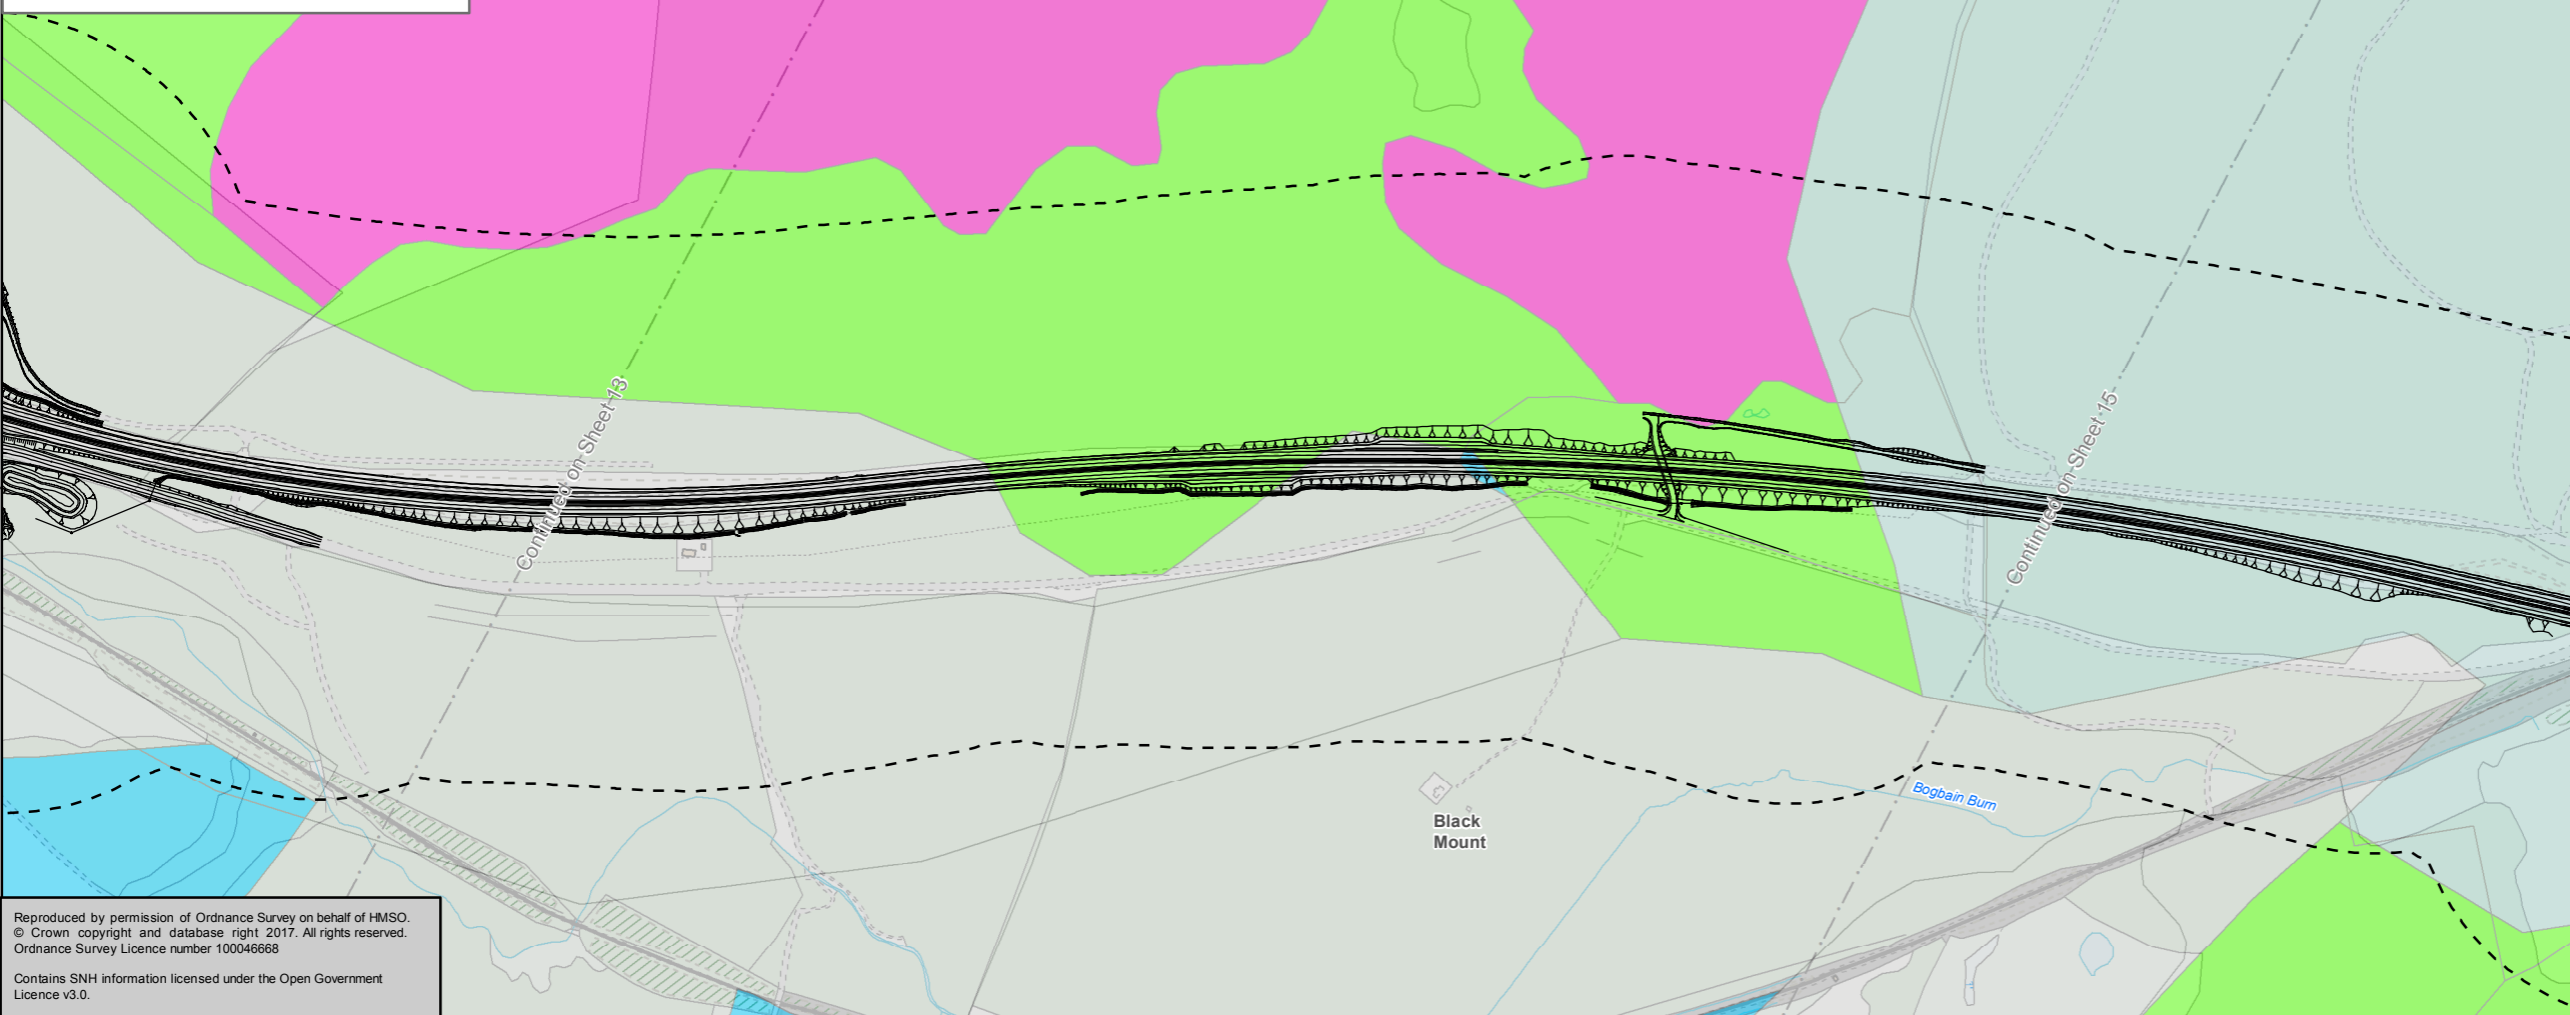 Continued on Sheet 13
Continued on Sheet 15
Bogbain Burn
Black
Mount
Reproduced by permission of Ordnance Survey on behalf of HMSO.
© Crown copyright and database right 2017. All rights reserved.
Ordnance Survey Licence number 100046668
Contains SNH information licensed under the Open Government
Licence v3.0.